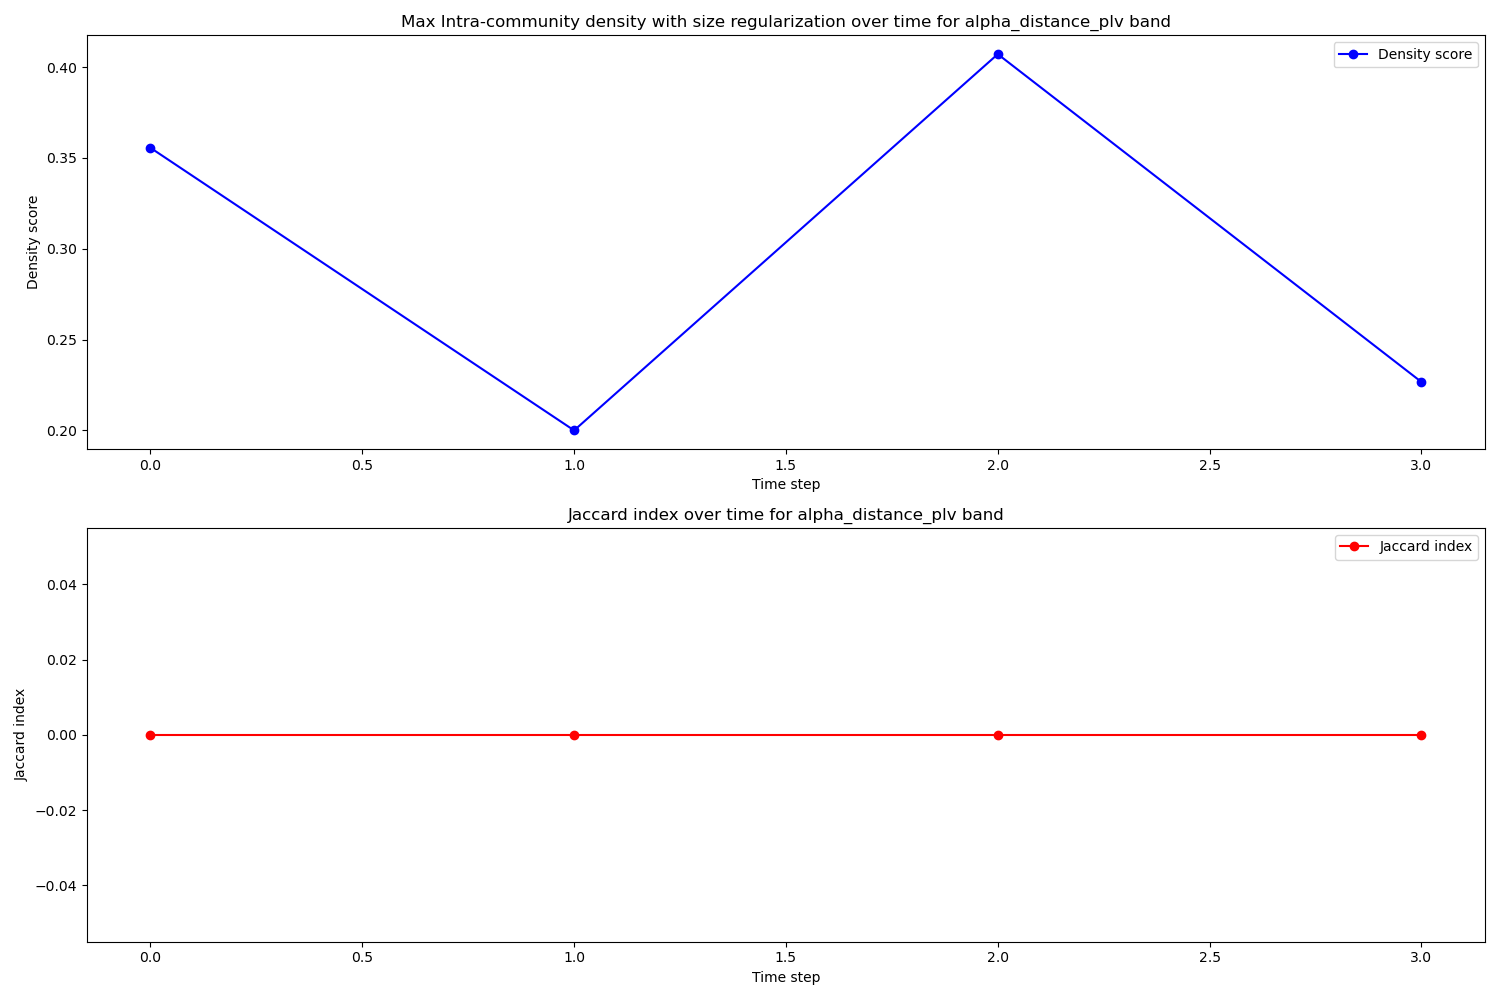 Max Intra-community density with size regularization over time for alpha_distance_plv band
Density score
0.40
0.35
0.30
0.25
0.20
Density score
0.0 0.5 1.0 1.5 2.0 2.5 3.0
Time step
Jaccard index over time for alpha_distance_plv band
Jaccard index
0.04
0.02
0.00
−0.02
−0.04
Jaccard index
0.0 0.5 1.0 1.5 2.0 2.5 3.0
Time step